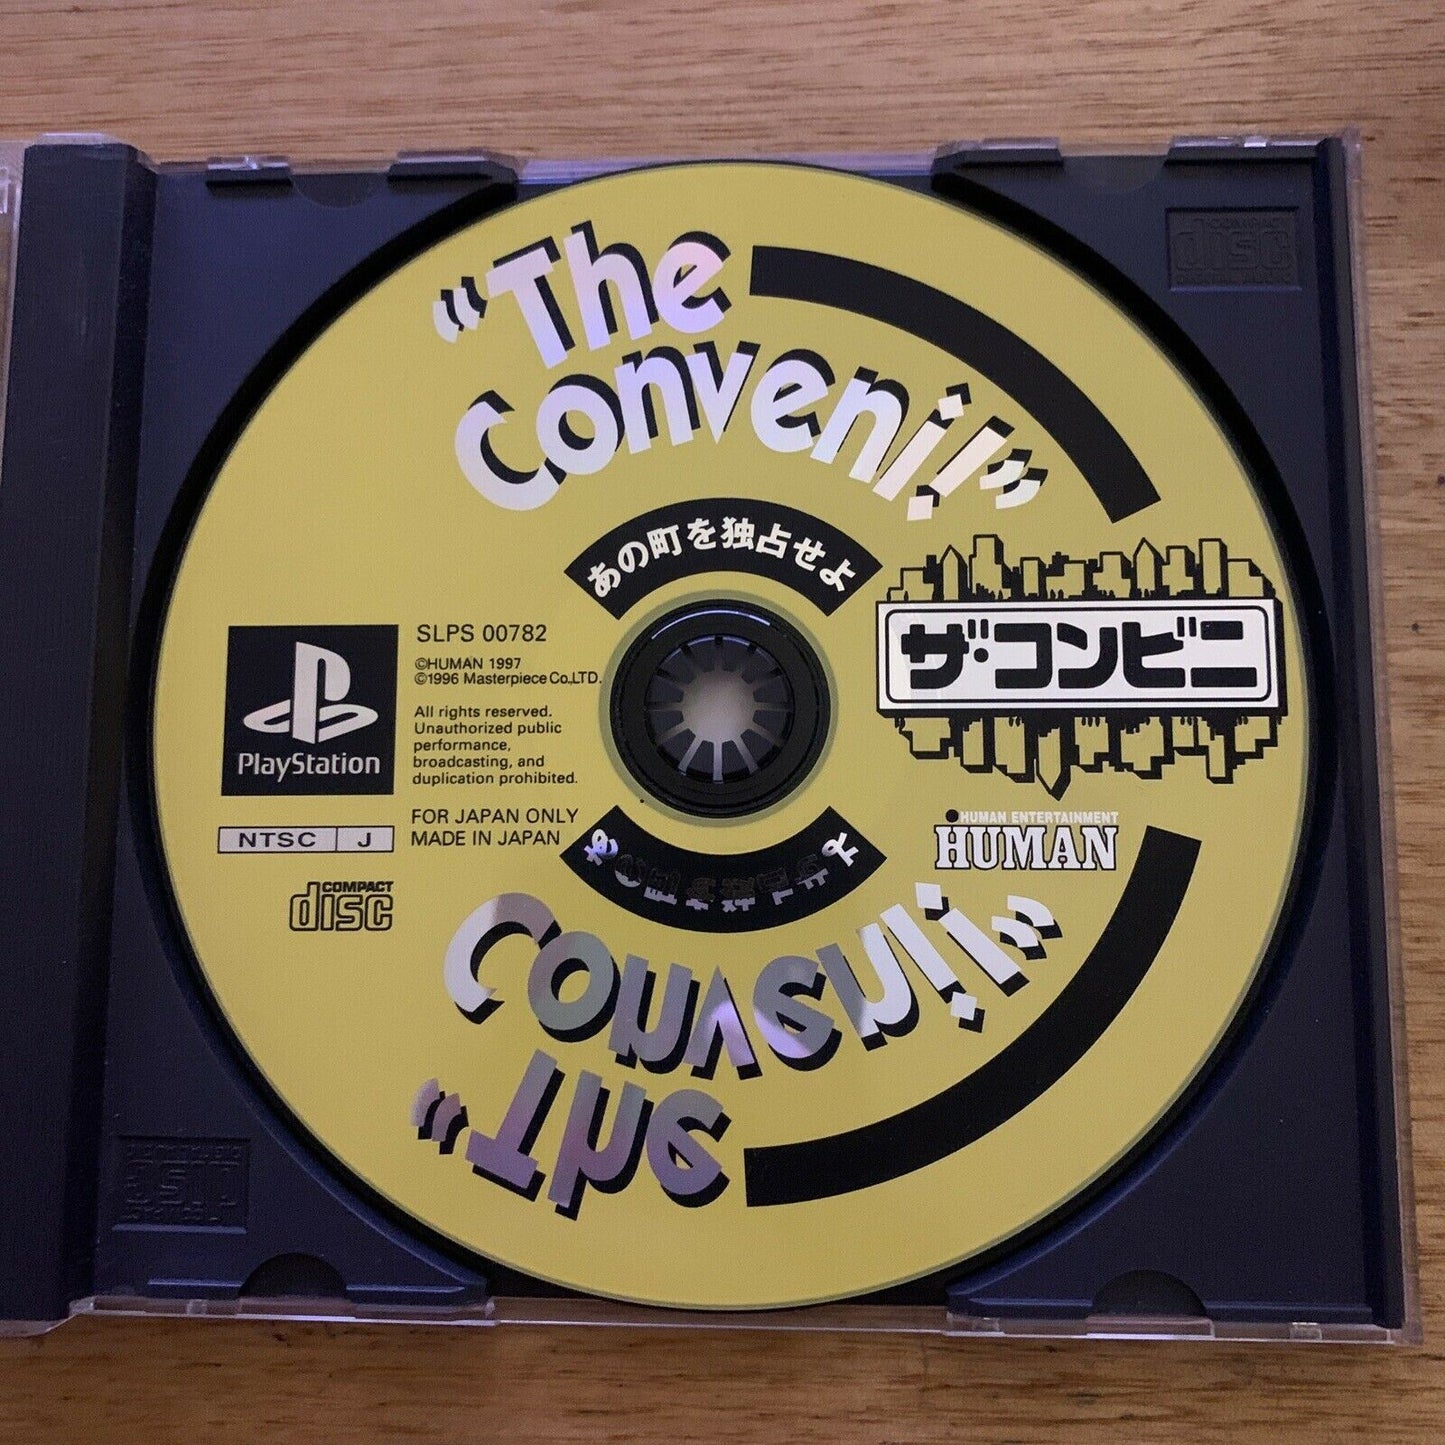 "The
Conveni!"
あの町を独占せよ
SLPS 00782
©HUMAN 1997
©1996 Masterpiece Co.,LTD.
All rights reserved.
Unauthorized public
performance,
broadcasting, and
duplication prohibited.
FOR JAPAN ONLY
MADE IN JAPAN
PlayStation
NTSC J
COMPACT
disc
ザ・コンビニ
HUMAN ENTERTAINMENT
HUMAN
あの町を独占せよ
Conveni!"
"The
COMPACT
disc